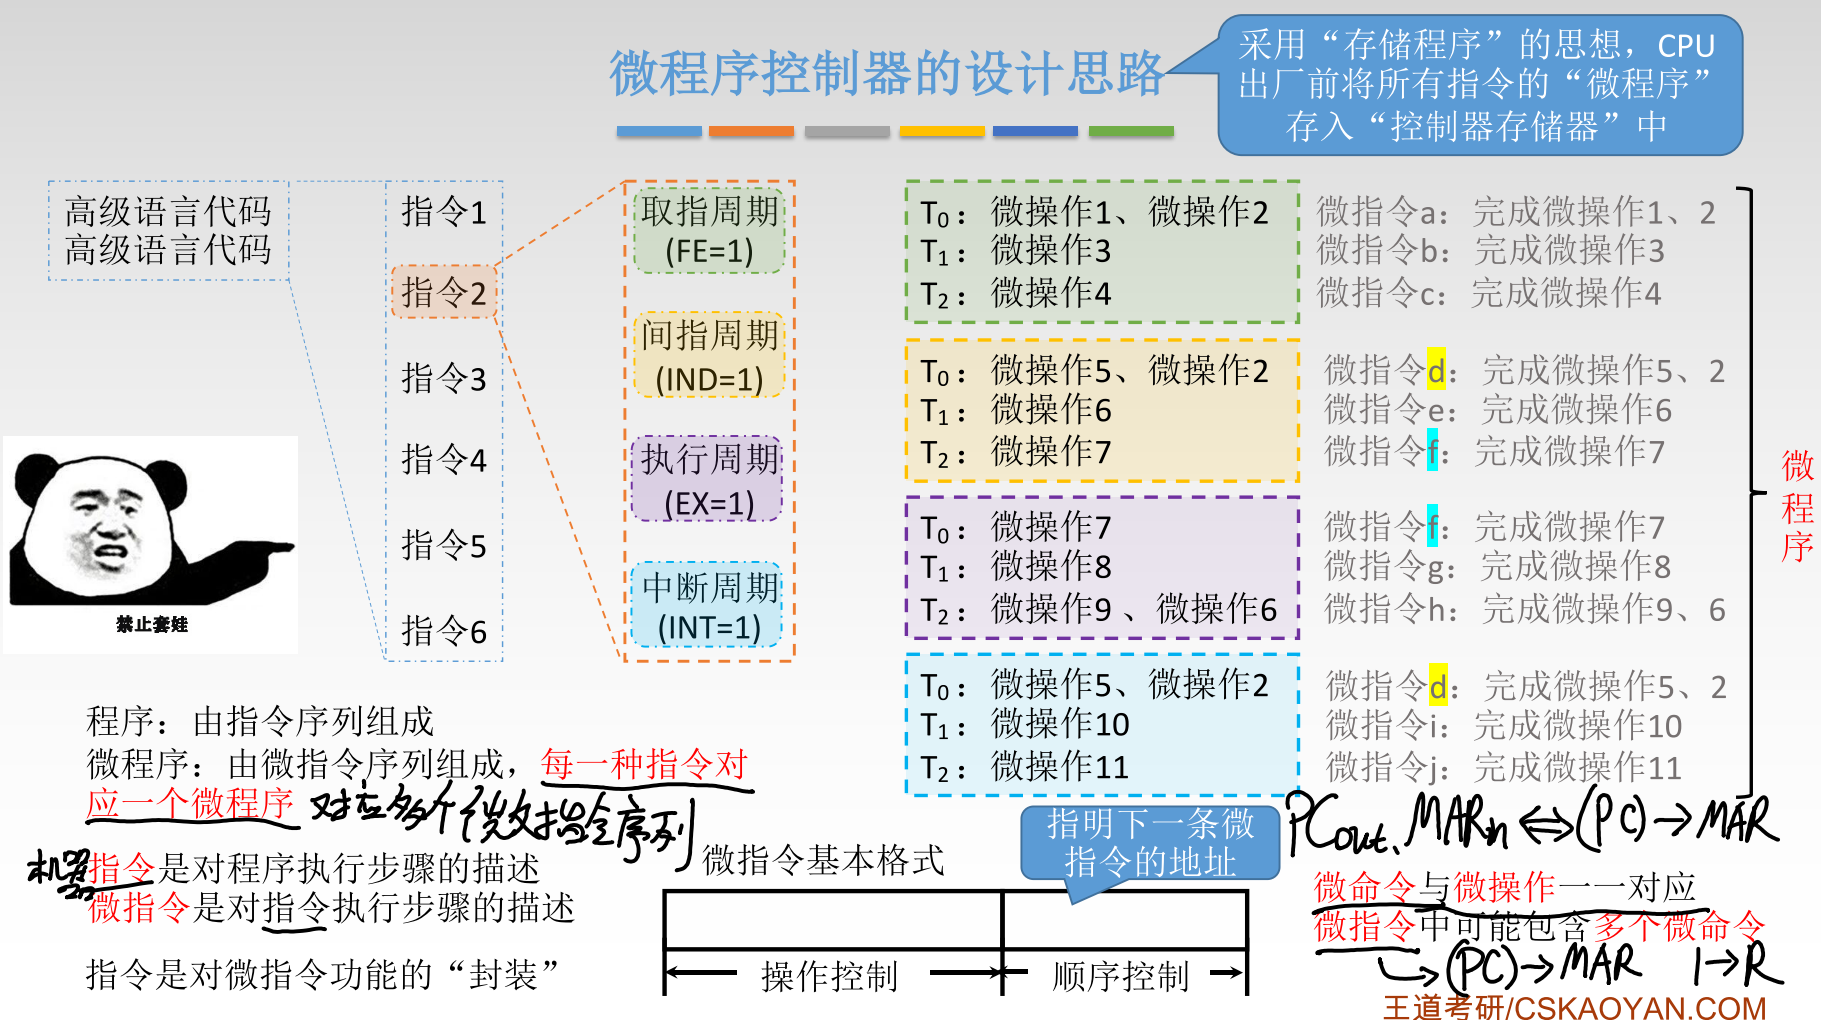 微程序控制器的设计思路
采用“存储程序”的思想，CPU
出厂前将所有指令的“微程序”
存入“控制器存储器”中
高级语言代码
高级语言代码
指令1
指令2
指令3
指令4
指令5
指令6
取指周期
(FE=1)
间指周期
(IND=1)
执行周期
(EX=1)
中断周期
(INT=1)
T0：微操作1、微操作2
T1：微操作3
T2：微操作4
T0：微操作5、微操作2
T1：微操作6
T2：微操作7
T0：微操作7
T1：微操作8
T2：微操作9 、微操作6
T0：微操作5、微操作2
T1：微操作10
T2：微操作11
微指令a：完成微操作1、2
微指令b：完成微操作3
微指令c：完成微操作4
微指令d：完成微操作5、2
微指令e：完成微操作6
微指令f：完成微操作7
微指令f：完成微操作7
微指令g：完成微操作8
微指令h：完成微操作9、6
微指令d：完成微操作5、2
微指令i：完成微操作10
微指令j：完成微操作11
微程序
禁止套娃
程序：由指令序列组成
微程序：由微指令序列组成，每一种指令对
应一个微程序 对应多个微指令序列
机器指令是对程序执行步骤的描述
微指令是对指令执行步骤的描述
指令是对微指令功能的“封装”
微指令基本格式
指明下一条微
指令的地址
操作控制
顺序控制
PCout. MARin ⇔ (PC)→MAR
微命令与微操作一一对应
微指令中可能包含多个微命令
(PC)→MAR 1→R
王道考研/CSKAOYAN.COM